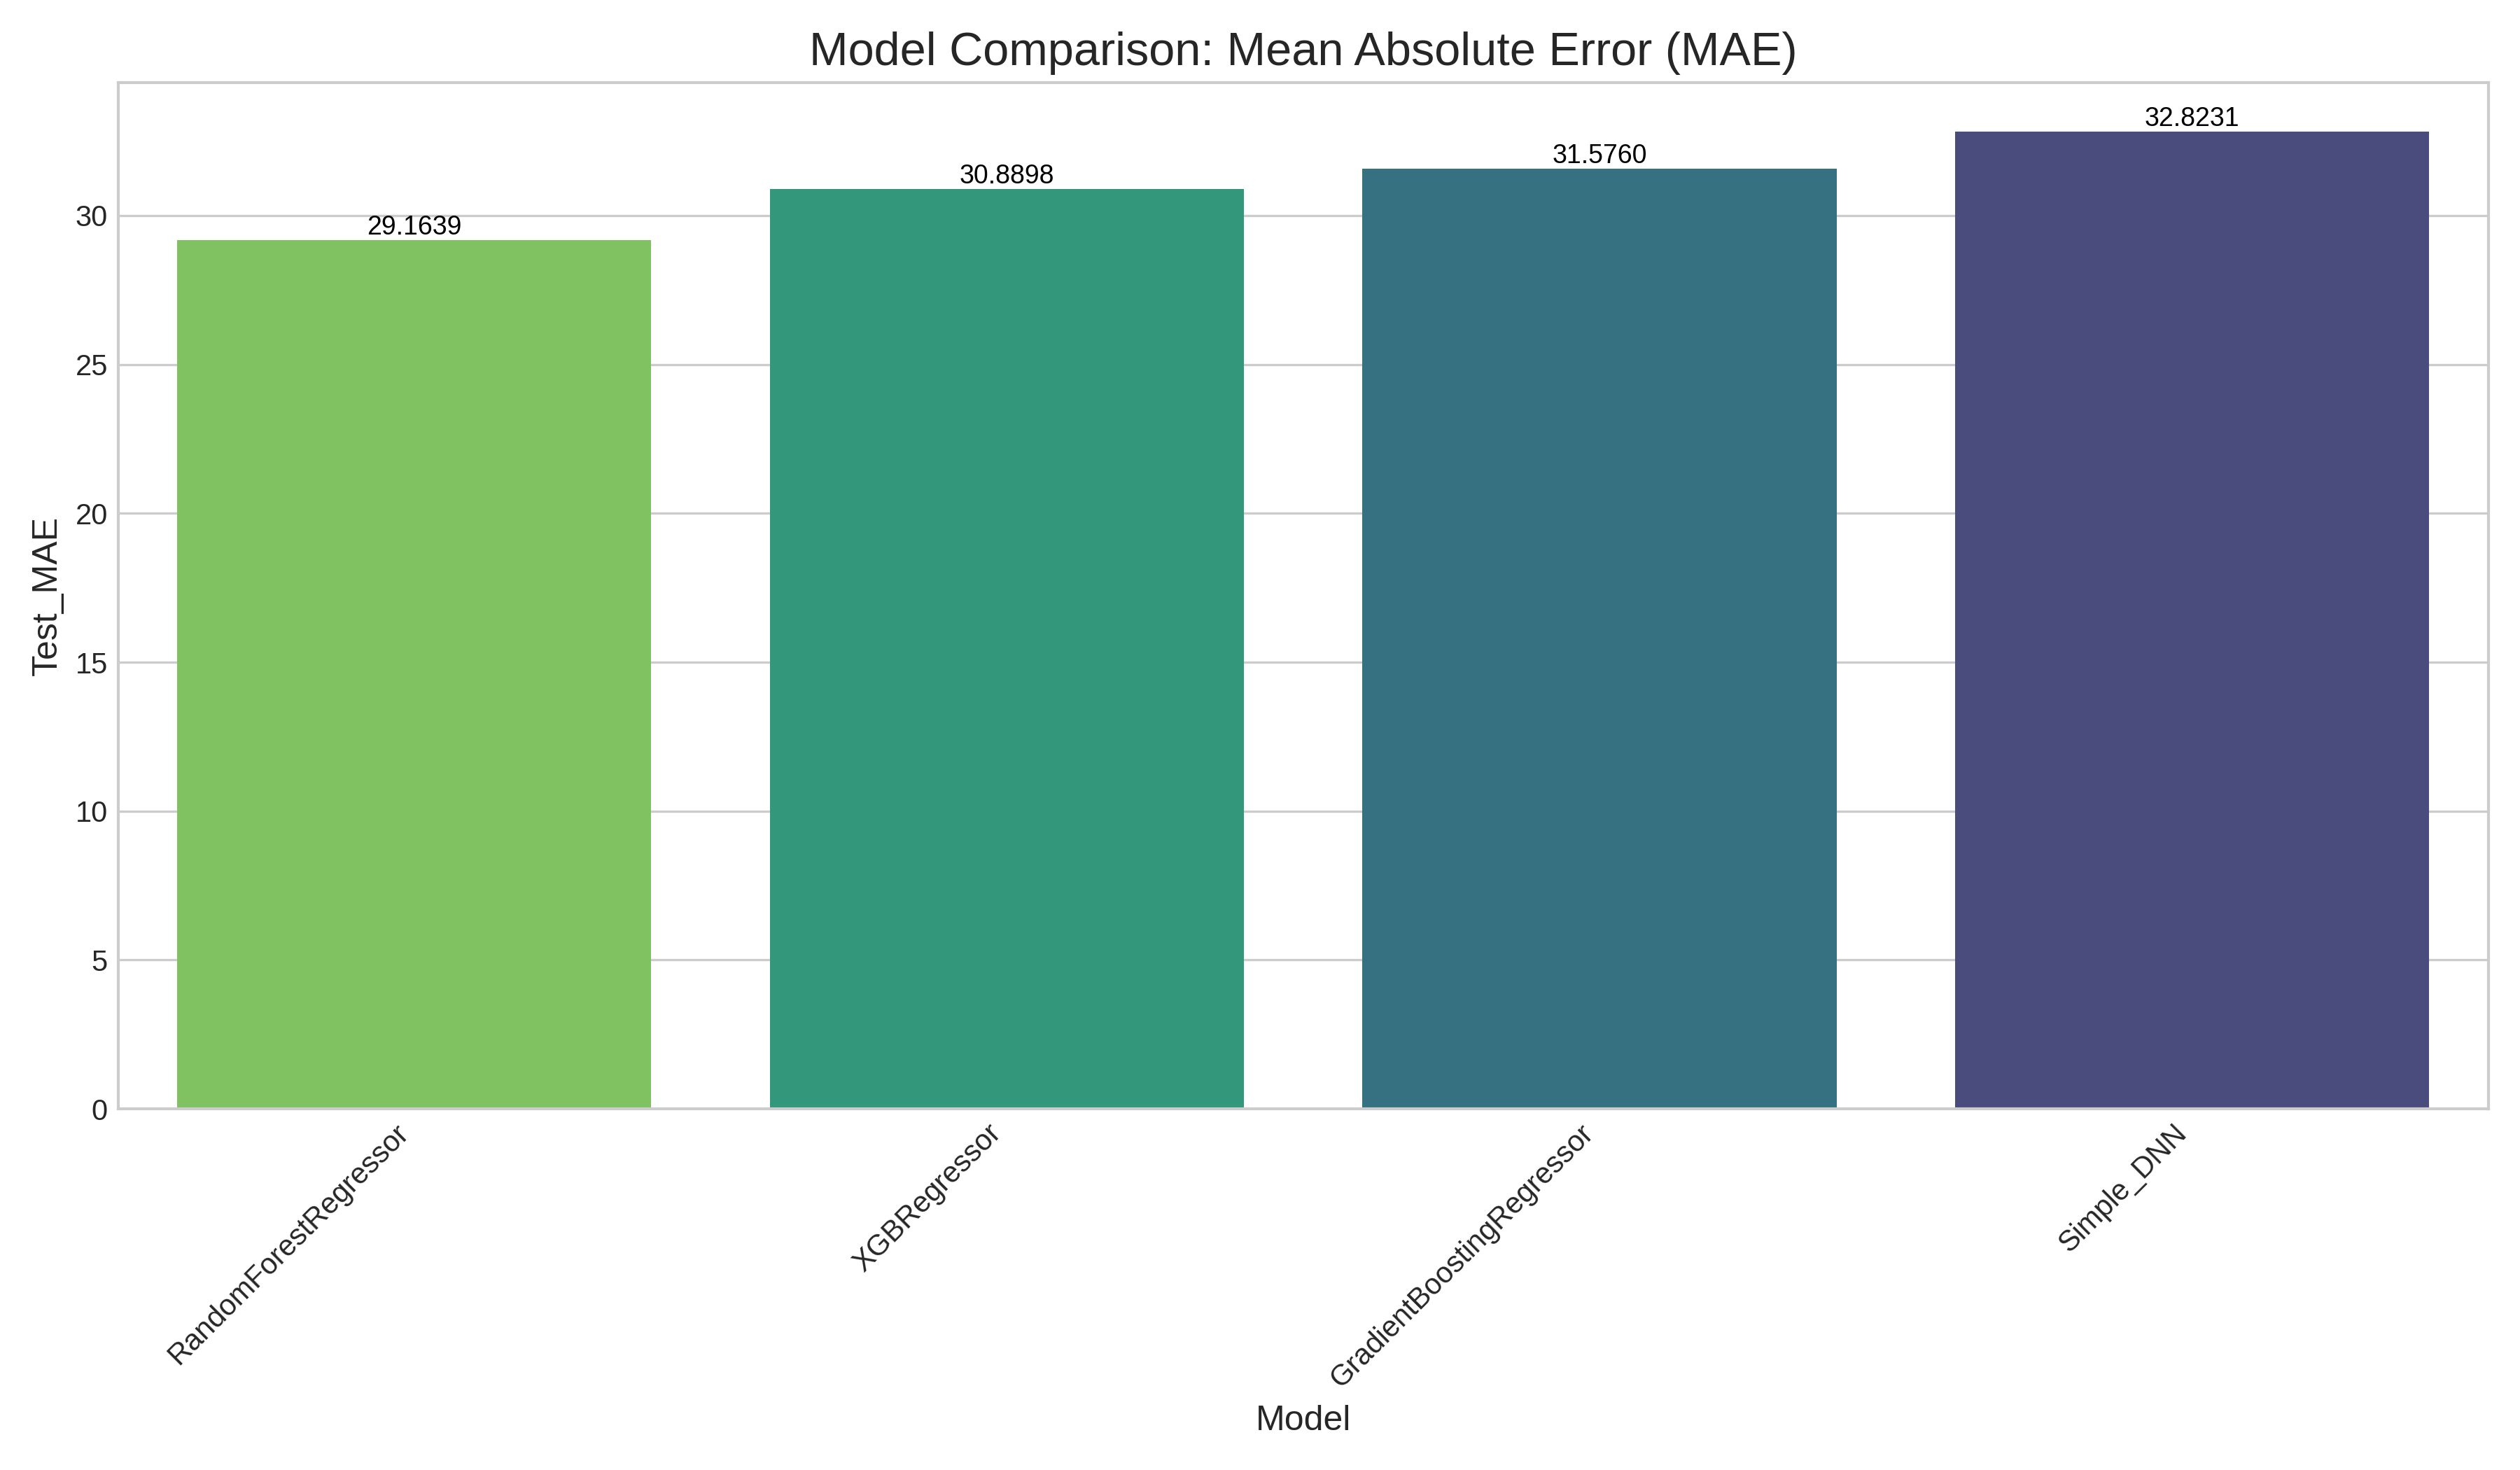 Model Comparison: Mean Absolute Error (MAE)
Test_MAE
30
25
20
15
10
5
0
29.1639
30.8898
31.5760
32.8231
RandomForestRegressor
XGBRegressor
GradientBoostingRegressor
Simple_DNN
Model